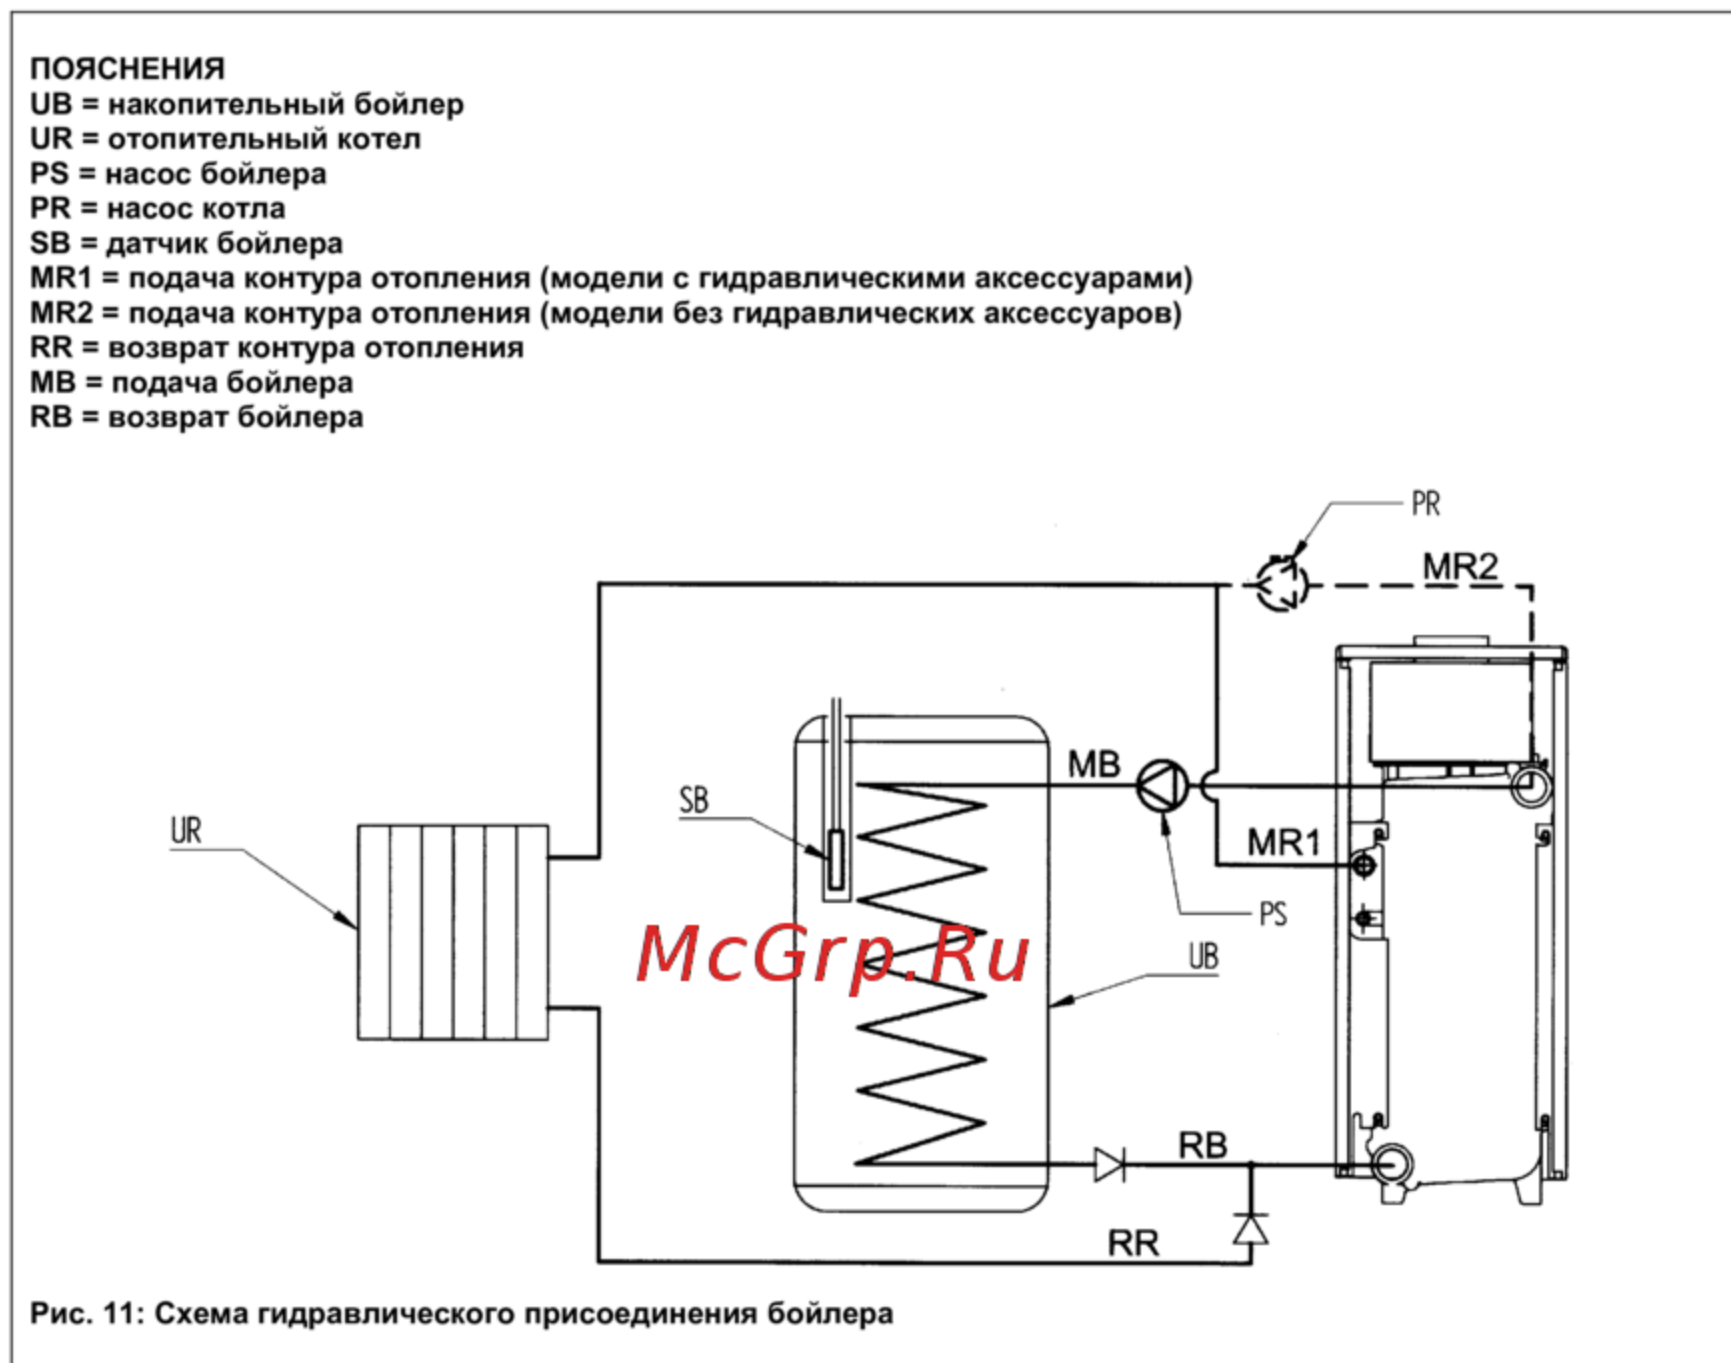 ПОЯСНЕНИЯ
UB = накопительный бойлер
UR = отопительный котел
PS = насос бойлера
PR = насос котла
SB = датчик бойлера
MR1 = подача контура отопления (модели с гидравлическими аксессуарами)
MR2 = подача контура отопления (модели без гидравлических аксессуаров)
RR = возврат контура отопления
MB = подача бойлера
RB = возврат бойлера
PR
MR2
MB
SB
UR
MR1
PS
McGrp.Ru
UB
RB
RR
Рис. 11: Схема гидравлического присоединения бойлера